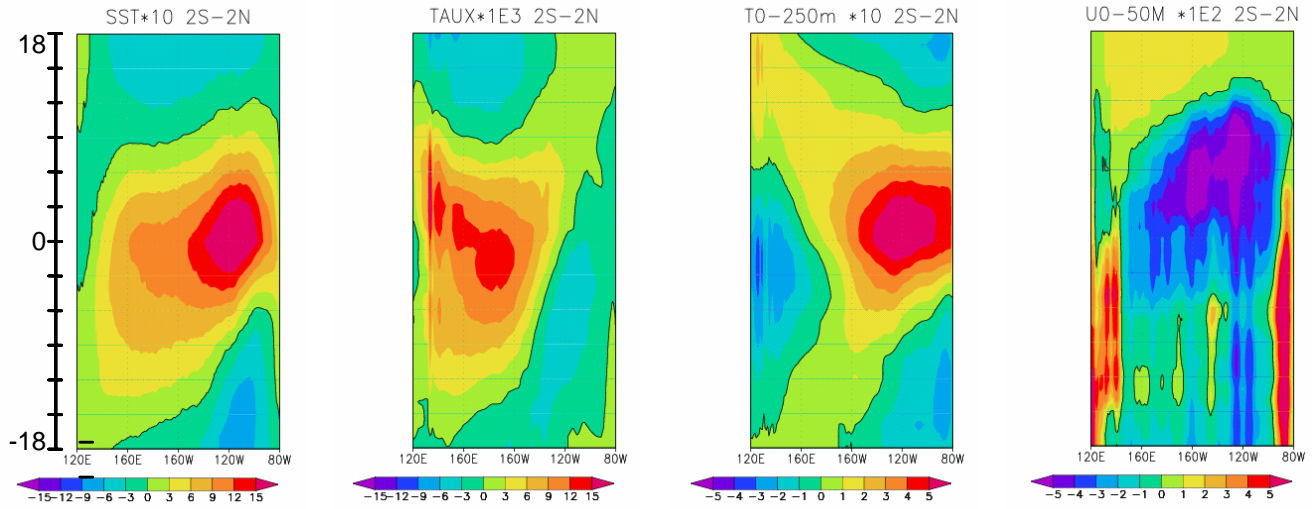 SST*10 2S-2N
TAUX*1E3 2S-2N
T0-250m *10 2S-2N
U0-50M *1E2 2S-2N
18
0
-18
120E 160E 160W 120W 80W
120E 160E 160W 120W 80W
120E 160E 160W 120W 80W
120E 160E 160W 120W 80W
-15 -12 -9 -6 -3 0 3 6 9 12 15
-15 -12 -9 -6 -3 0 3 6 9 12 15
-5 -4 -3 -2 -1 0 1 2 3 4 5
-5 -4 -3 -2 -1 0 1 2 3 4 5